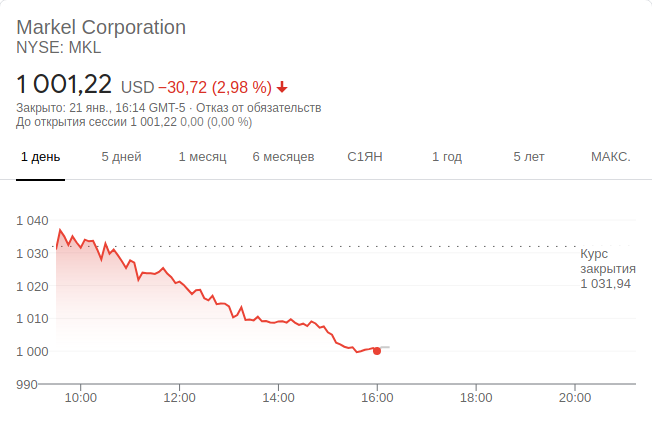 Markel Corporation
NYSE: MKL
1 001,22 USD −30,72 (2,98 %)
Закрыто: 21 янв., 16:14 GMT-5 · Отказ от обязательств
До открытия сессии 1 001,22 0,00 (0,00 %)
1 день 5 дней 1 месяц 6 месяцев С1ЯН 1 год 5 лет МАКС.
1 040
1 030
1 020
1 010
1 000
990
Курс
закрытия
1 031,94
10:00 12:00 14:00 16:00 18:00 20:00